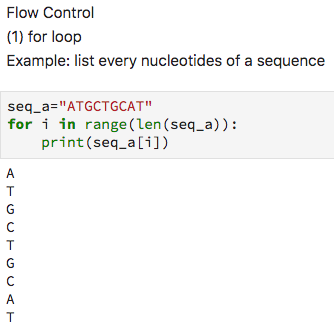 Flow Control
(1) for loop
Example: list every nucleotides of a sequence
seq_a="ATGCTGCAT"
for i in range(len(seq_a)):
    print(seq_a[i])
A
T
G
C
T
G
C
A
T